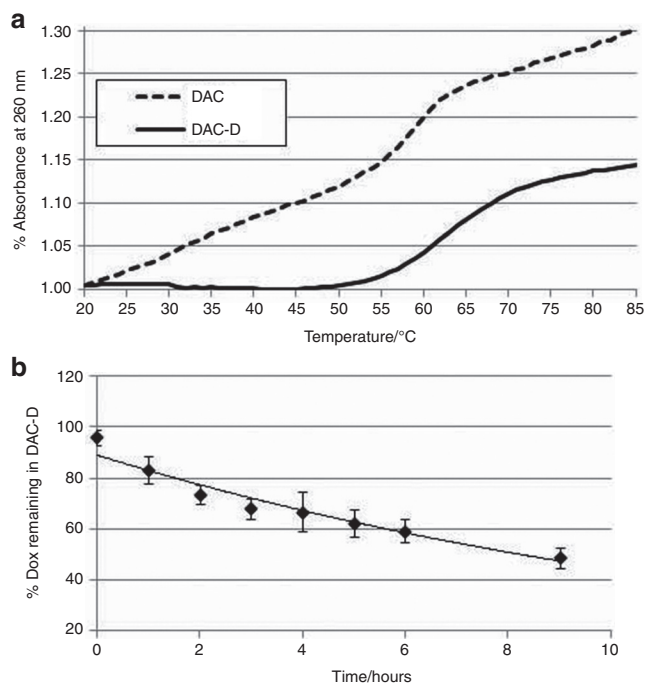 a
% Absorbance at 260 nm
1.30
1.25
1.20
1.15
1.10
1.05
1.00
DAC
DAC-D
20 25 30 35 40 45 50 55 60 65 70 75 80 85
Temperature/°C
b
% Dox remaining in DAC-D
120
100
80
60
40
20
0 2 4 6 8 10
Time/hours